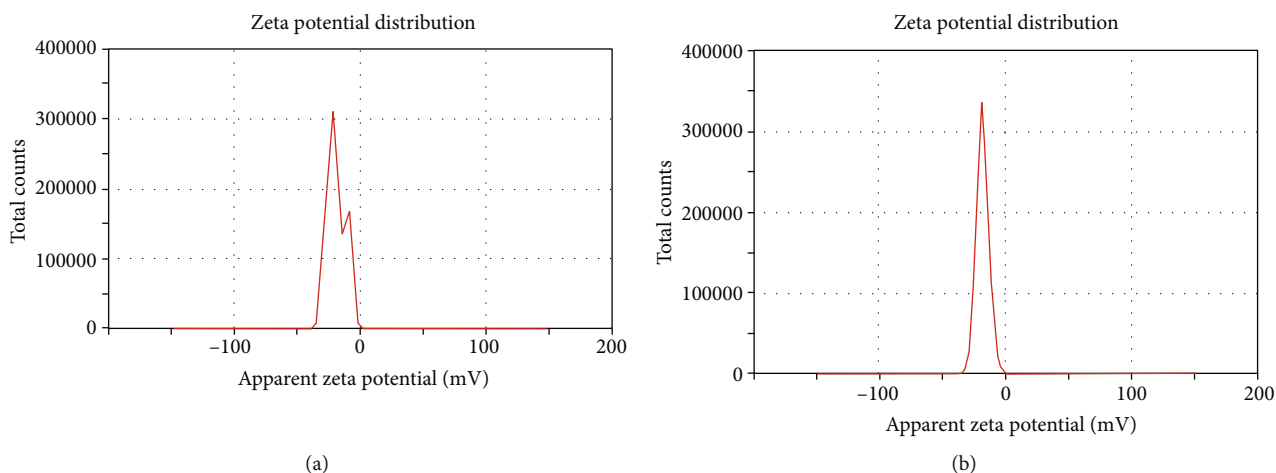 Zeta potential distribution
400000
300000
200000
100000
0
Total counts
−100
0
100
200
Apparent zeta potential (mV)
(a)
Zeta potential distribution
400000
300000
200000
100000
0
Total counts
−100
0
100
200
Apparent zeta potential (mV)
(b)